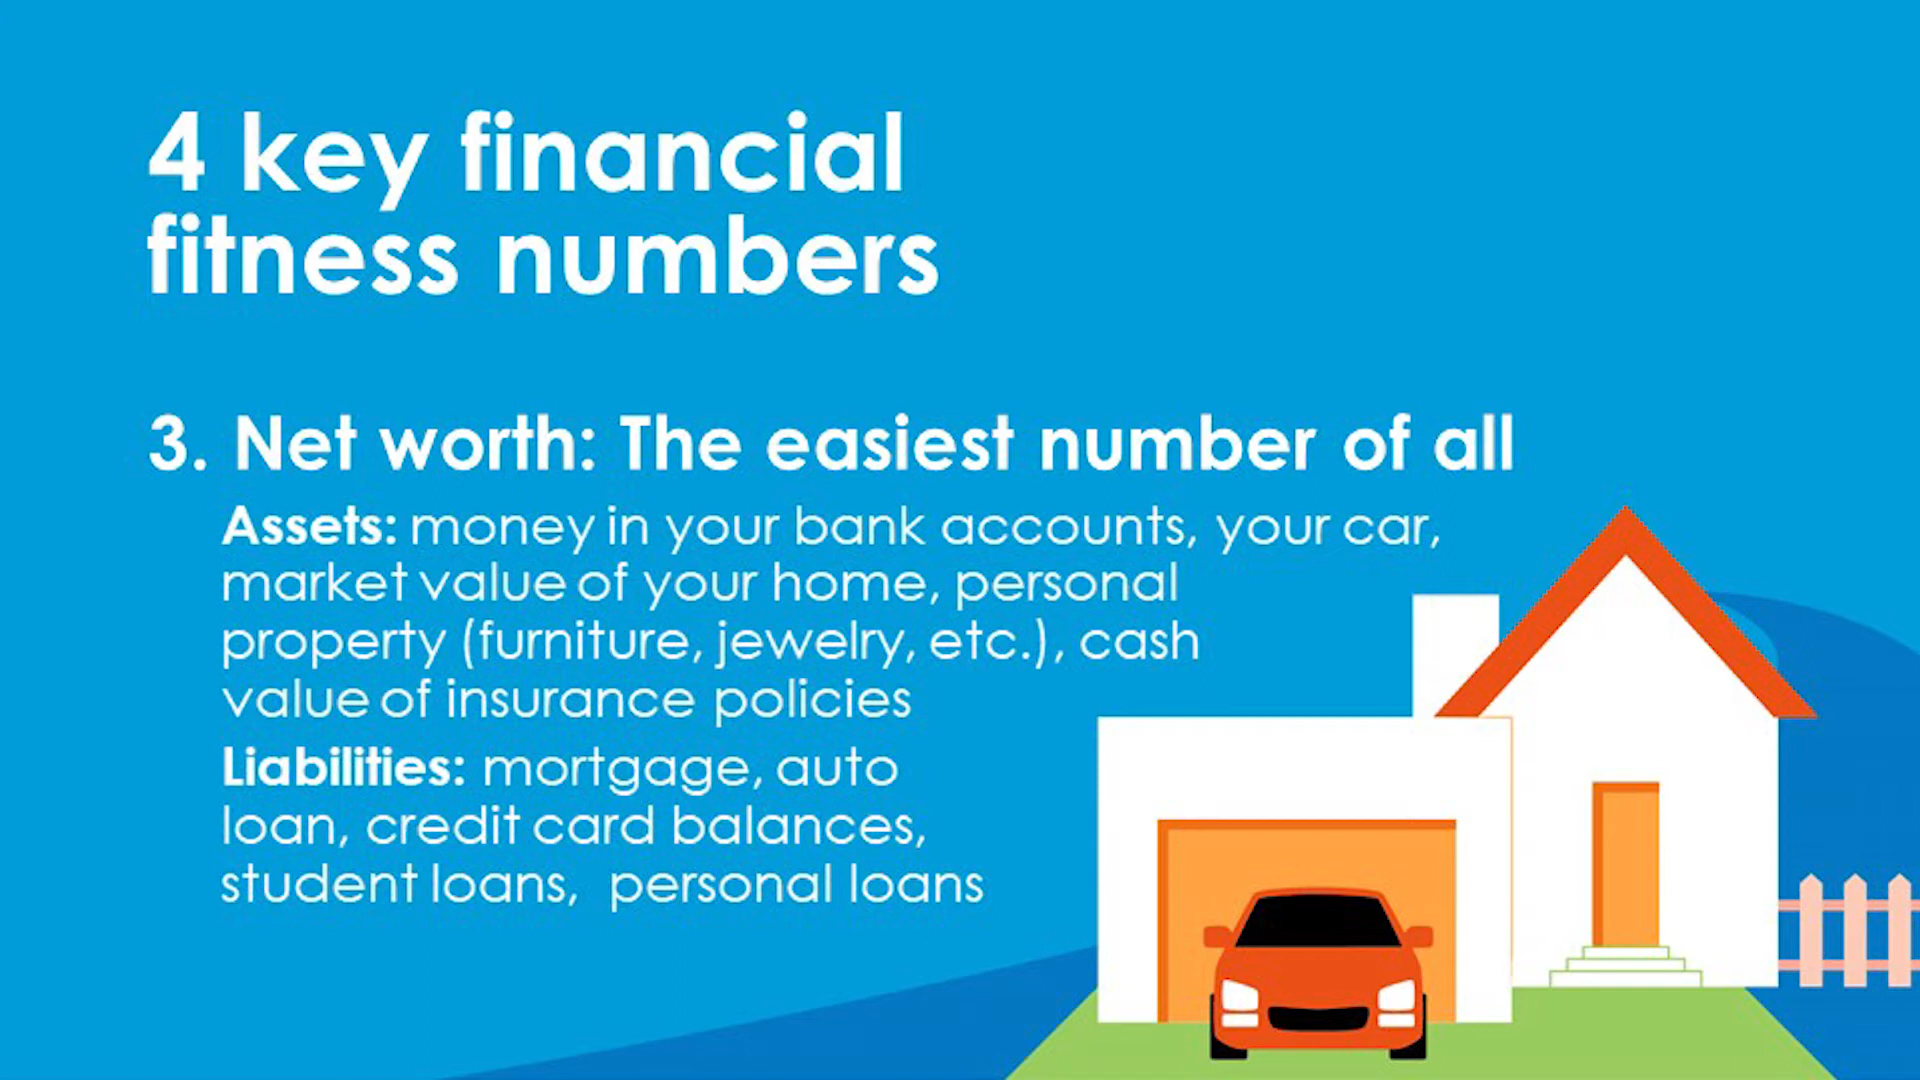 4 key financial
fitness numbers
3. Net worth: The easiest number of all
Assets: money in your bank accounts, your car,
market value of your home, personal
property (furniture, jewelry, etc.), cash
value of insurance policies
Liabilities: mortgage, auto
loan, credit card balances,
student loans, personal loans